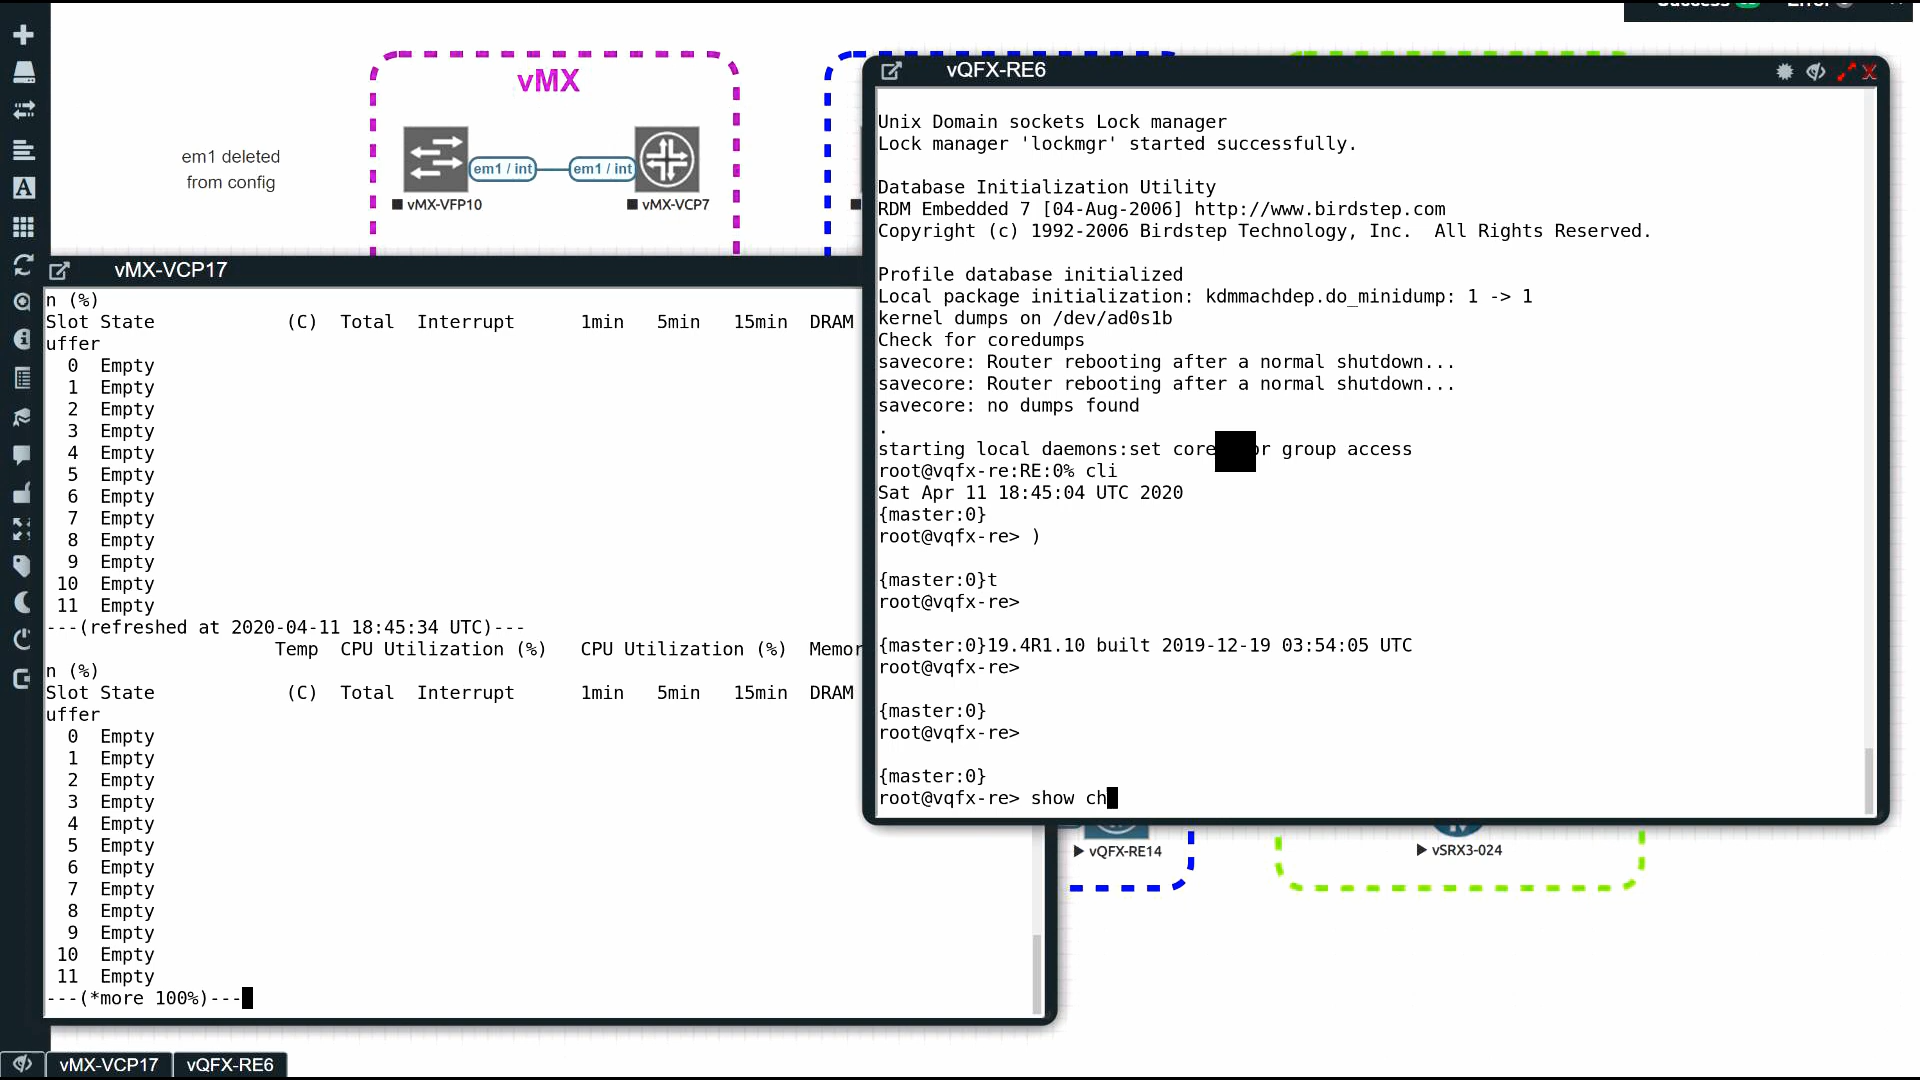 vMX
em1 deleted
from config
em1 / int
em1 / int
vMX-VFP10
vMX-VCP7
vMX-VCP17
n (%)
Slot State            (C)  Total  Interrupt      1min   5min   15min  DRAM
uffer
  0  Empty
  1  Empty
  2  Empty
  3  Empty
  4  Empty
  5  Empty
  6  Empty
  7  Empty
  8  Empty
  9  Empty
 10  Empty
 11  Empty
---(refreshed at 2020-04-11 18:45:34 UTC)---
                     Temp  CPU Utilization (%)   CPU Utilization (%)  Memor
n (%)
Slot State            (C)  Total  Interrupt      1min   5min   15min  DRAM
uffer
  0  Empty
  1  Empty
  2  Empty
  3  Empty
  4  Empty
  5  Empty
  6  Empty
  7  Empty
  8  Empty
  9  Empty
 10  Empty
 11  Empty
---(*more 100%)---
vQFX-RE6
Unix Domain sockets Lock manager
Lock manager 'lockmgr' started successfully.
Database Initialization Utility
RDM Embedded 7 [04-Aug-2006] http://www.birdstep.com
Copyright (c) 1992-2006 Birdstep Technology, Inc.  All Rights Reserved.
Profile database initialized
Local package initialization: kdmmachdep.do_minidump: 1 -> 1
kernel dumps on /dev/ad0s1b
Check for coredumps
savecore: Router rebooting after a normal shutdown...
savecore: Router rebooting after a normal shutdown...
savecore: no dumps found
.
starting local daemons:set core group access
root@vqfx-re:RE:0% cli
Sat Apr 11 18:45:04 UTC 2020
{master:0}
root@vqfx-re> )
{master:0}t
root@vqfx-re>
{master:0}19.4R1.10 built 2019-12-19 03:54:05 UTC
root@vqfx-re>
{master:0}
root@vqfx-re>
{master:0}
root@vqfx-re> show ch
vQFX-RE14
vSRX3-024
vMX-VCP17
vQFX-RE6